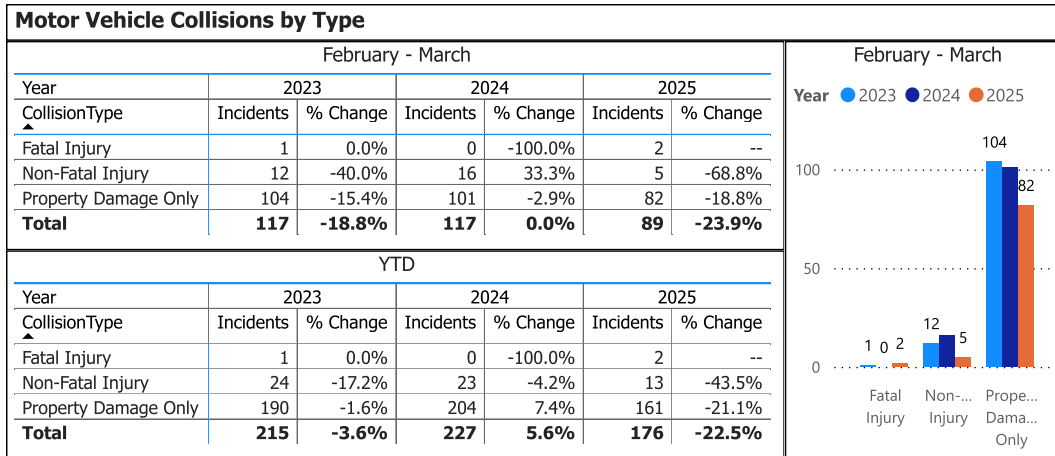 Motor Vehicle Collisions by Type
February - March
Year 2023 2024 2025
CollisionType Incidents % Change Incidents % Change Incidents % Change
Fatal Injury 1 0.0% 0 -100.0% 2 --
Non-Fatal Injury 12 -40.0% 16 33.3% 5 -68.8%
Property Damage Only 104 -15.4% 101 -2.9% 82 -18.8%
Total 117 -18.8% 117 0.0% 89 -23.9%
YTD
Year 2023 2024 2025
CollisionType Incidents % Change Incidents % Change Incidents % Change
Fatal Injury 1 0.0% 0 -100.0% 2 --
Non-Fatal Injury 24 -17.2% 23 -4.2% 13 -43.5%
Property Damage Only 190 -1.6% 204 7.4% 161 -21.1%
Total 215 -3.6% 227 5.6% 176 -22.5%
February - March
Year 2023 2024 2025
104
100
82
50
12
1 0 2 5
0
Fatal Non-... Prope...
Injury Injury Dama...
Only